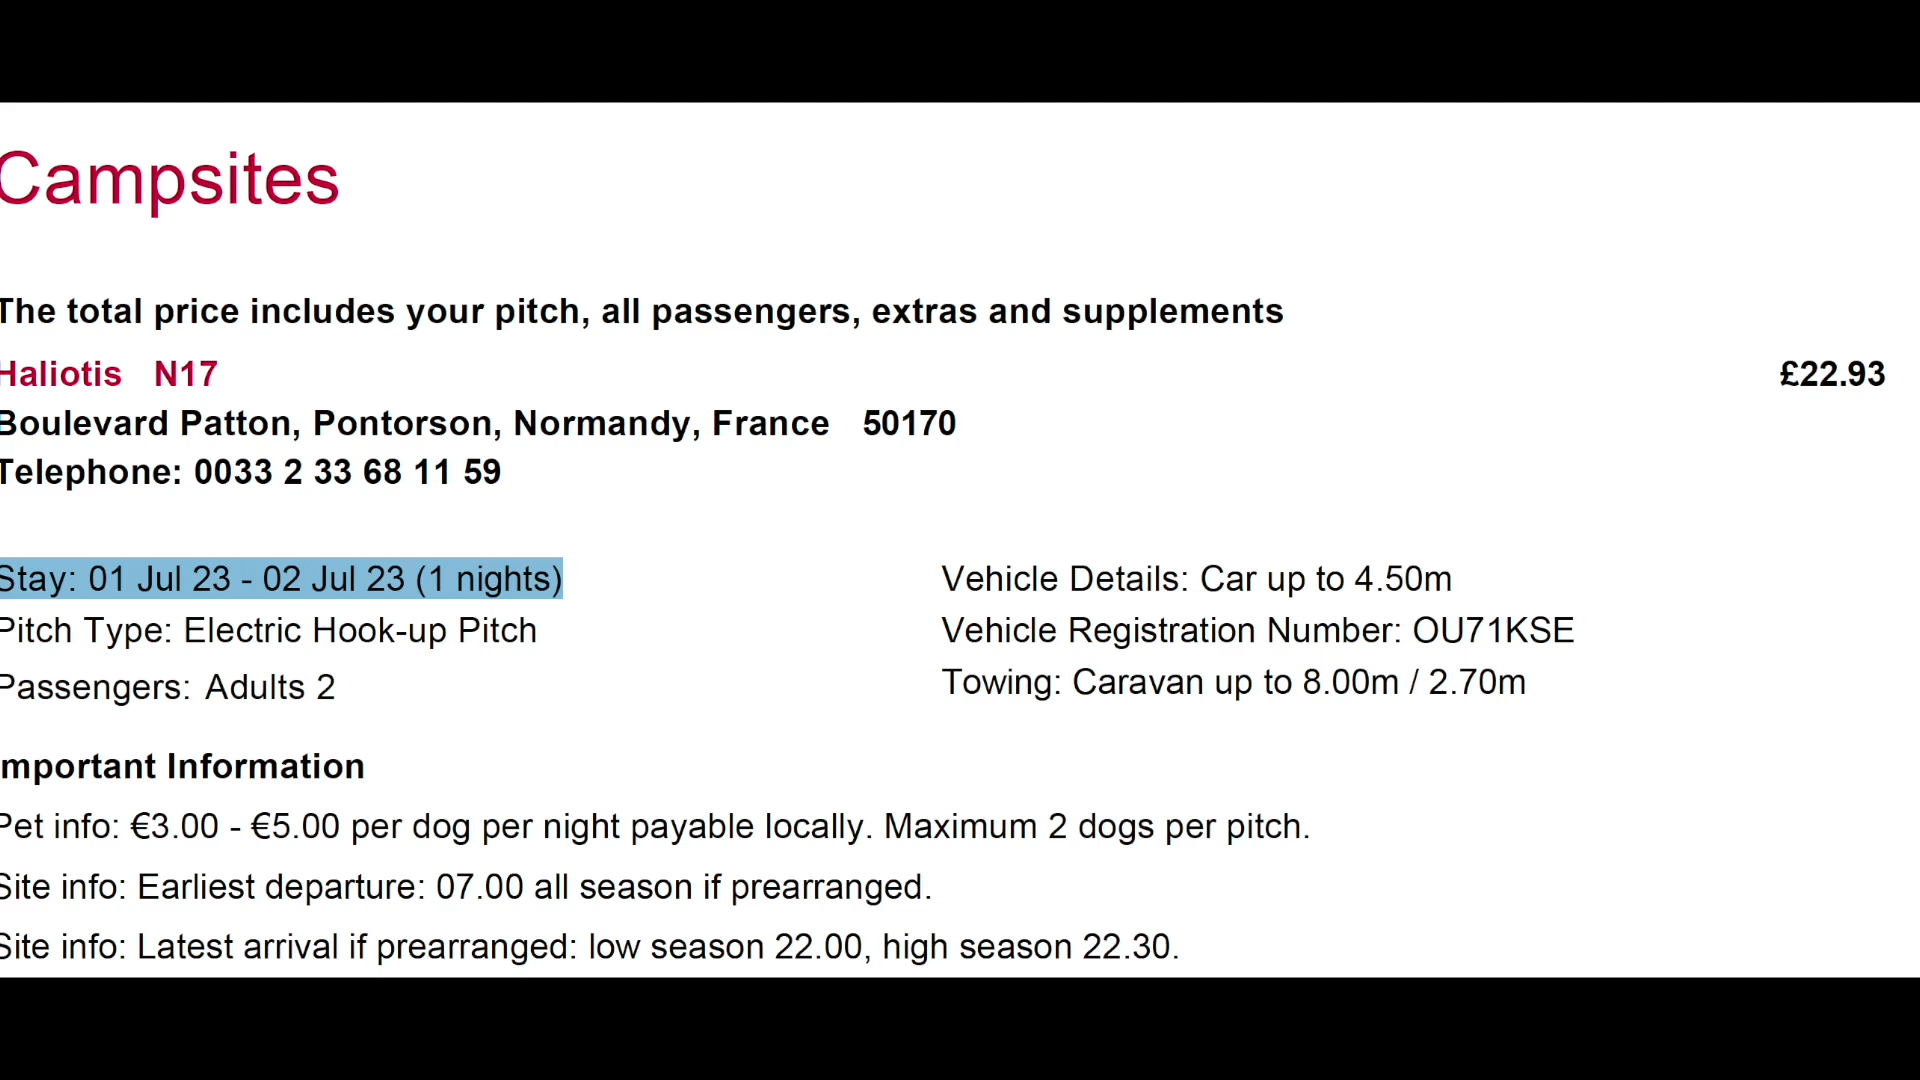 Campsites
The total price includes your pitch, all passengers, extras and supplements
Haliotis N17 £22.93
Boulevard Patton, Pontorson, Normandy, France 50170
Telephone: 0033 2 33 68 11 59
Stay: 01 Jul 23 - 02 Jul 23 (1 nights)
Pitch Type: Electric Hook-up Pitch
Passengers: Adults 2
Vehicle Details: Car up to 4.50m
Vehicle Registration Number: OU71KSE
Towing: Caravan up to 8.00m / 2.70m
mportant Information
Pet info: €3.00 - €5.00 per dog per night payable locally. Maximum 2 dogs per pitch.
Site info: Earliest departure: 07.00 all season if prearranged.
Site info: Latest arrival if prearranged: low season 22.00, high season 22.30.